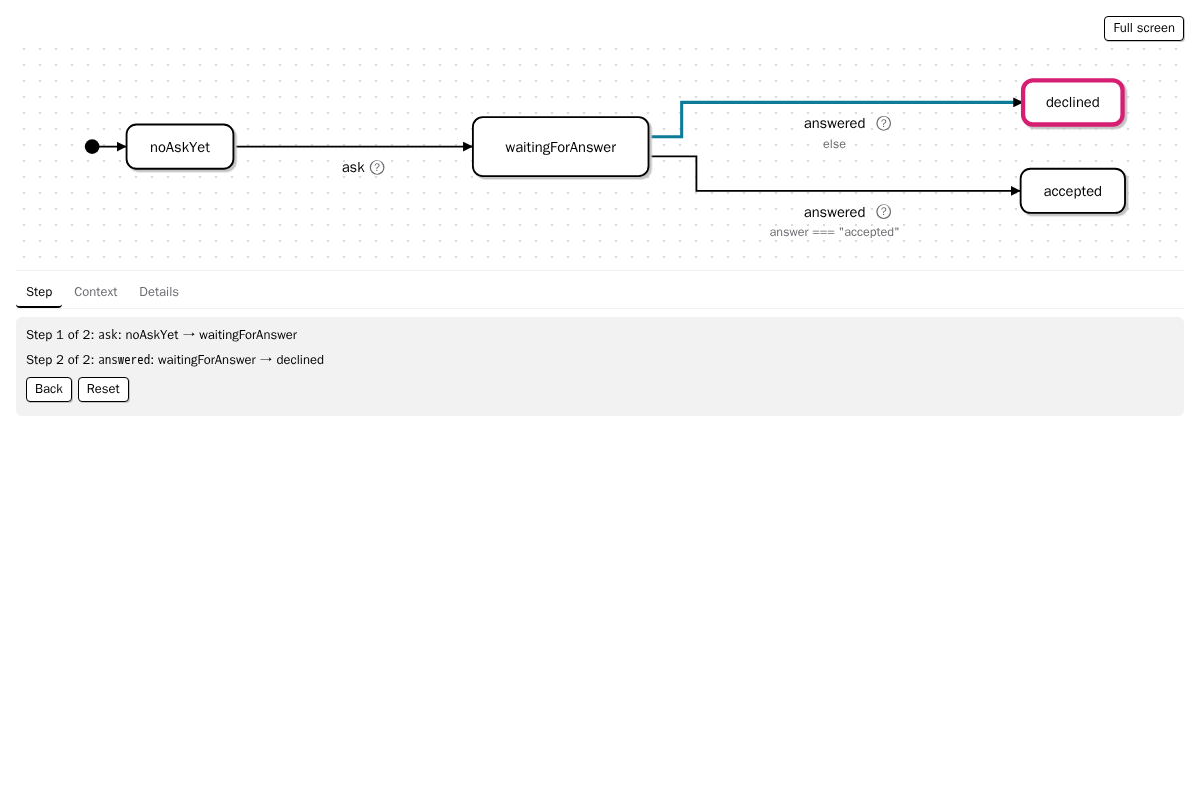 Full screen
declined
answered ?
else
noAskYet
ask ?
waitingForAnswer
accepted
answered ?
answer === "accepted"
Step Context Details
Step 1 of 2: ask: noAskYet → waitingForAnswer
Step 2 of 2: answered: waitingForAnswer → declined
Back Reset